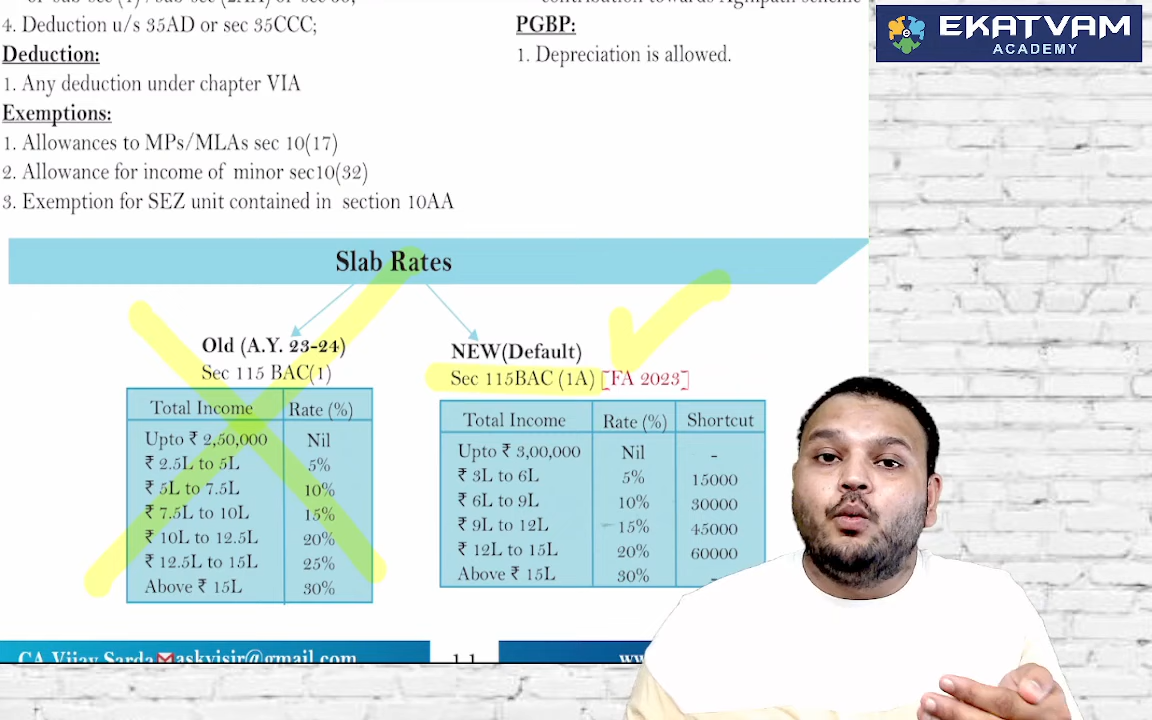 4. Deduction u/s 35AD or sec 35CCC;
Deduction:
1. Any deduction under chapter VIA
Exemptions:
1. Allowances to MPs/MLAs sec 10(17)
2. Allowance for income of minor sec10(32)
3. Exemption for SEZ unit contained in section 10AA
PGBP:
1. Depreciation is allowed.
EKATVAM
ACADEMY
Slab Rates
Old (A.Y. 23-24)
Sec 115 BAC(1)
Total Income Rate (%)
Upto ₹ 2,50,000 Nil
₹ 2.5L to 5L 5%
₹ 5L to 7.5L 10%
₹ 7.5L to 10L 15%
₹ 10L to 12.5L 20%
₹ 12.5L to 15L 25%
Above ₹ 15L 30%
NEW(Default)
Sec 115BAC (1A) [FA 2023]
Total Income Rate (%) Shortcut
Upto ₹ 3,00,000 Nil -
₹ 3L to 6L 5% 15000
₹ 6L to 9L 10% 30000
₹ 9L to 12L 15% 45000
₹ 12L to 15L 20% 60000
Above ₹ 15L 30% -
CA Vijay Sarda askvjsir@gmail.com